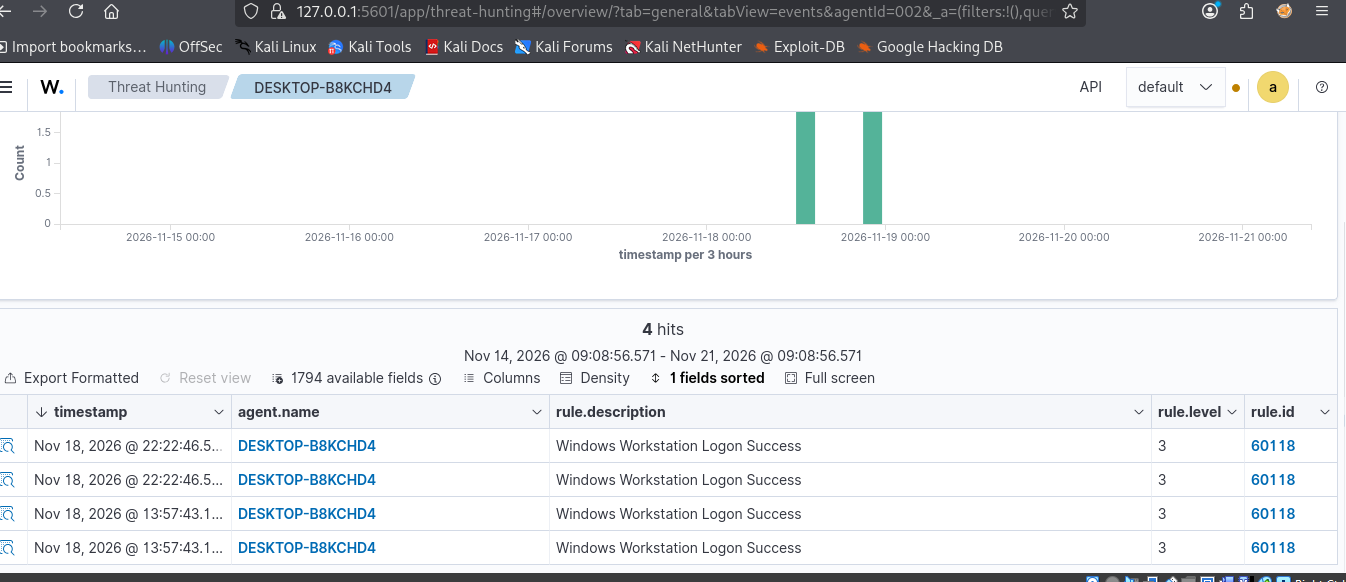 127.0.0.1:5601/app/threat-hunting#/overview/?tab=general&tabView=events&agentId=002&_a=(filters:!(),que
Import bookmarks… OffSec Kali Linux Kali Tools Kali Docs Kali Forums Kali NetHunter Exploit-DB Google Hacking DB
W. Threat Hunting DESKTOP-B8KCHD4 API default a
1.5
1
0.5
0
Count
2026-11-15 00:00 2026-11-16 00:00 2026-11-17 00:00 2026-11-18 00:00 2026-11-19 00:00 2026-11-20 00:00 2026-11-21 00:00
timestamp per 3 hours
4 hits
Nov 14, 2026 @ 09:08:56.571 - Nov 21, 2026 @ 09:08:56.571
Export Formatted Reset view 1794 available fields Columns Density 1 fields sorted Full screen
timestamp agent.name rule.description rule.level rule.id
Nov 18, 2026 @ 22:22:46.5… DESKTOP-B8KCHD4 Windows Workstation Logon Success 3 60118
Nov 18, 2026 @ 22:22:46.5… DESKTOP-B8KCHD4 Windows Workstation Logon Success 3 60118
Nov 18, 2026 @ 13:57:43.1… DESKTOP-B8KCHD4 Windows Workstation Logon Success 3 60118
Nov 18, 2026 @ 13:57:43.1… DESKTOP-B8KCHD4 Windows Workstation Logon Success 3 60118